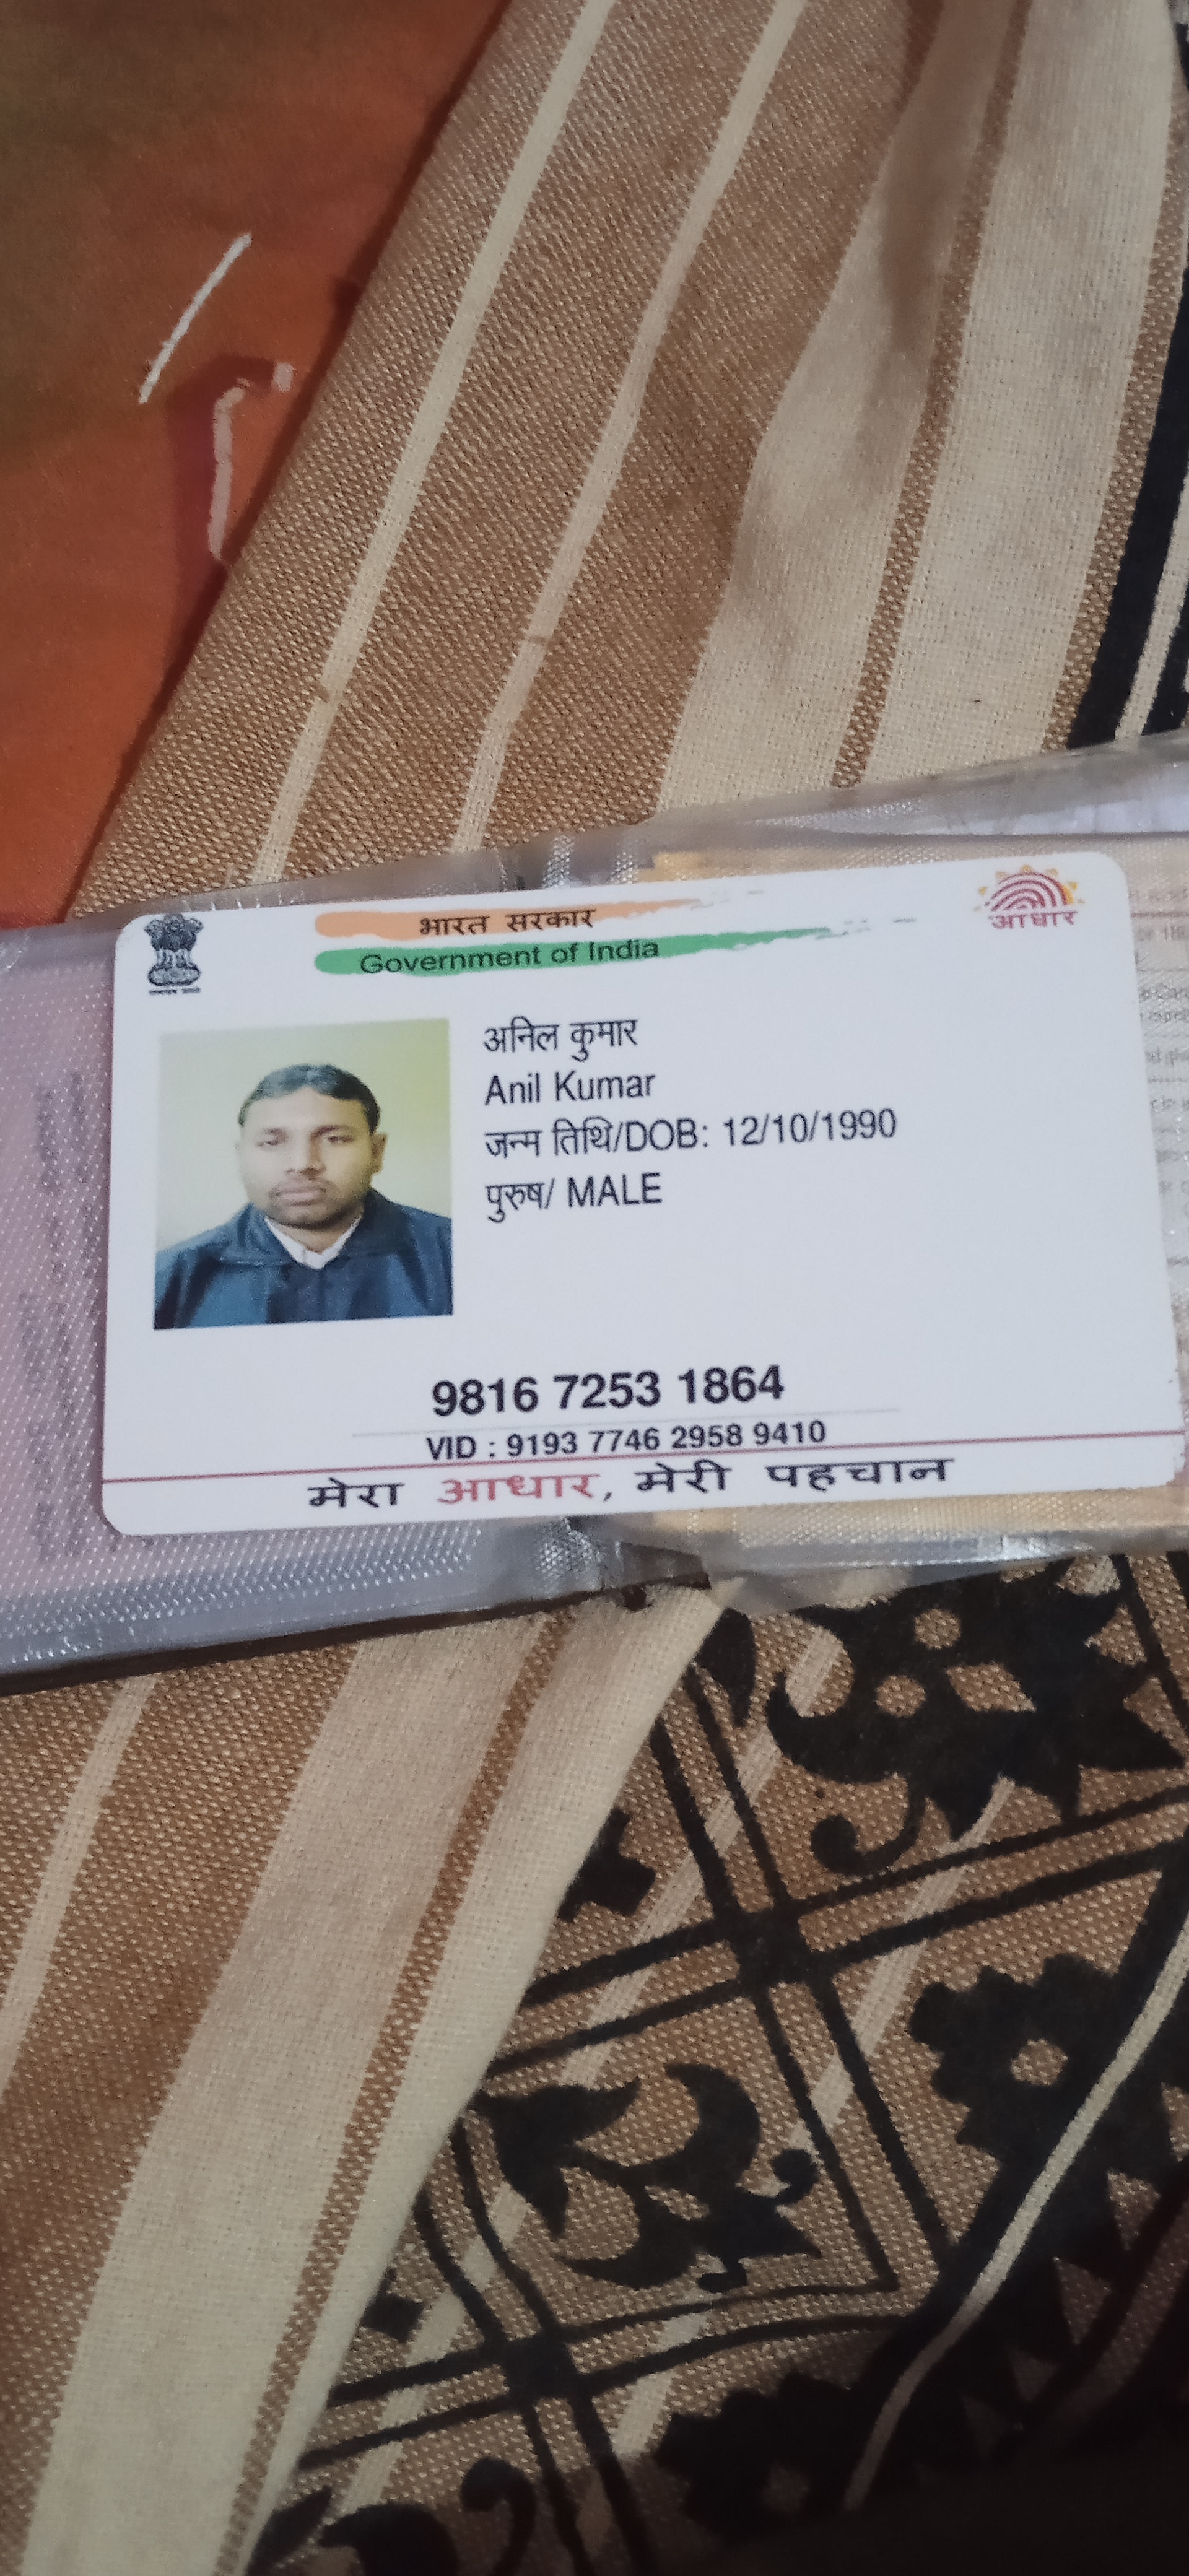 भारत सरकार
Government of India
आधार
अनिल कुमार
Anil Kumar
जन्म तिथि/DOB: 12/10/1990
पुरुष/ MALE
9816 7253 1864
VID : 9193 7746 2958 9410
मेरा आधार, मेरी पहचान